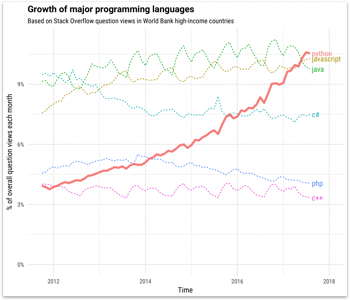 Growth of major programming languages
Based on Stack Overflow question views in World Bank high-income countries
% of overall question views each month
9%
6%
3%
0%
python
javascript
java
c#
php
c++
2012
2014
2016
2018
Time